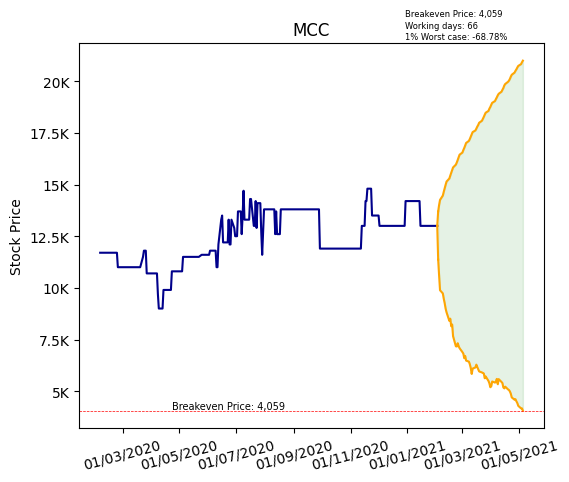 Breakeven Price: 4,059
Working days: 66
1% Worst case: -68.78%
MCC
Stock Price
20K
17.5K
15K
12.5K
10K
7.5K
5K
Breakeven Price: 4,059
01/03/2020
01/05/2020
01/07/2020
01/09/2020
01/11/2020
01/01/2021
01/03/2021
01/05/2021